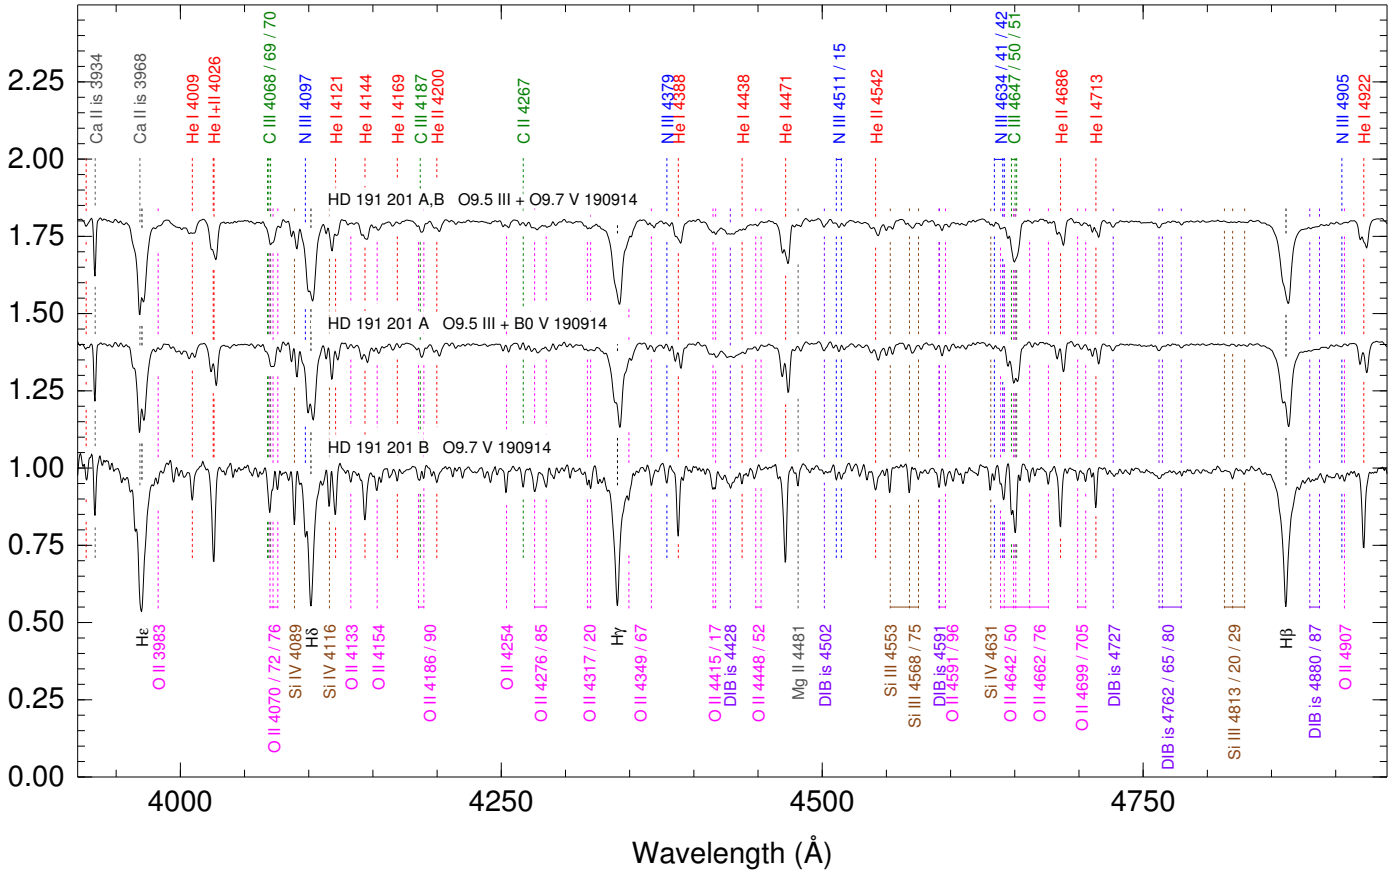 Ca II is 3934
Ca II is 3968
He I 4009
He I+II 4026
C III 4068 / 69 / 70
N III 4097
He I 4121
He I 4144
He I 4169
C III 4187
He II 4200
C II 4267
N III 4379
He I 4388
He I 4438
He I 4471
N III 4511 / 15
He II 4542
N III 4634 / 41 / 42
C III 4647 / 50 / 51
He II 4686
He I 4713
N III 4905
He I 4922
2.25
2.00
1.75
1.50
1.25
1.00
0.75
0.50
0.25
0.00
HD 191 201 A,B O9.5 III + O9.7 V 190914
HD 191 201 A O9.5 III + B0 V 190914
HD 191 201 B O9.7 V 190914
Hε
O II 3983
O II 4070 / 72 / 76
Si IV 4089
Hδ
Si IV 4116
O II 4133
O II 4154
O II 4186 / 90
O II 4254
O II 4276 / 85
O II 4317 / 20
Hγ
O II 4349 / 67
O II 4415 / 17
DIB is 4428
O II 4448 / 52
Mg II 4481
DIB is 4502
Si III 4553
Si III 4568 / 75
DIB is 4591
O II 4591 / 96
Si IV 4631
O II 4642 / 50
O II 4662 / 76
O II 4699 / 705
DIB is 4727
DIB is 4762 / 65 / 80
Si III 4813 / 20 / 29
Hβ
DIB is 4880 / 87
O II 4907
4000
4250
4500
4750
Wavelength (Å)